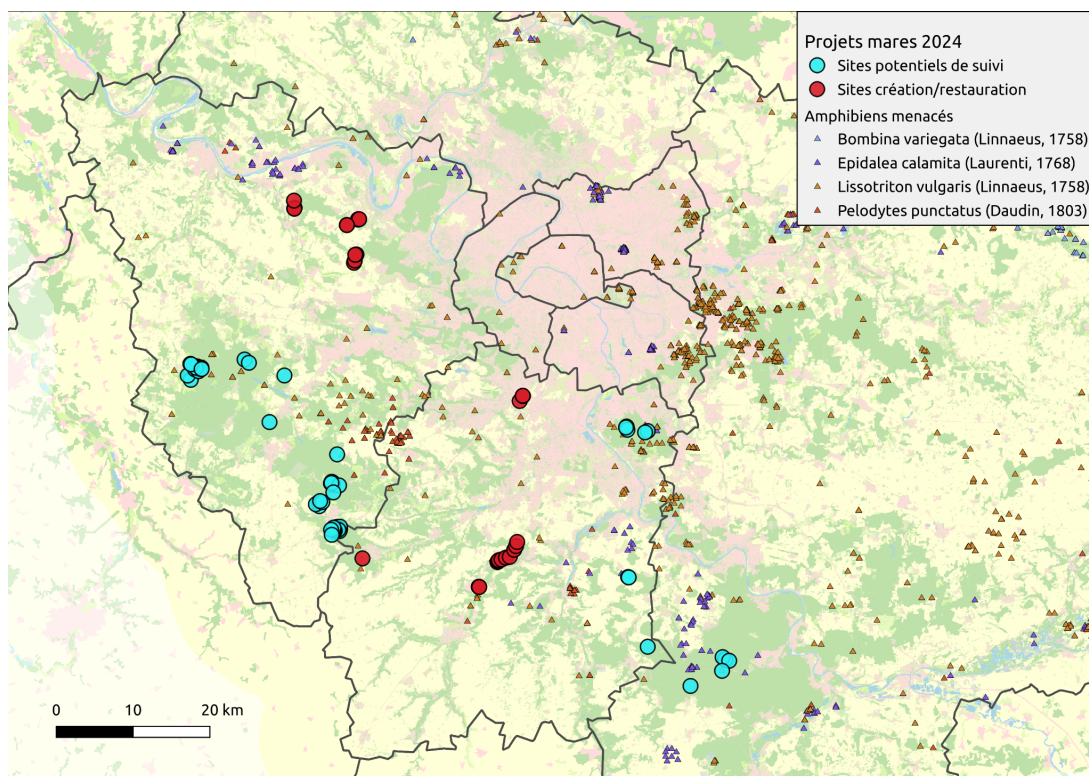 Projets mares 2024
Sites potentiels de suivi
Sites création/restauration
Amphibiens menacés
Bombina variegata (Linnaeus, 1758)
Epidalea calamita (Laurenti, 1768)
Lissotriton vulgaris (Linnaeus, 1758)
Pelodytes punctatus (Daudin, 1803)
0 10 20 km